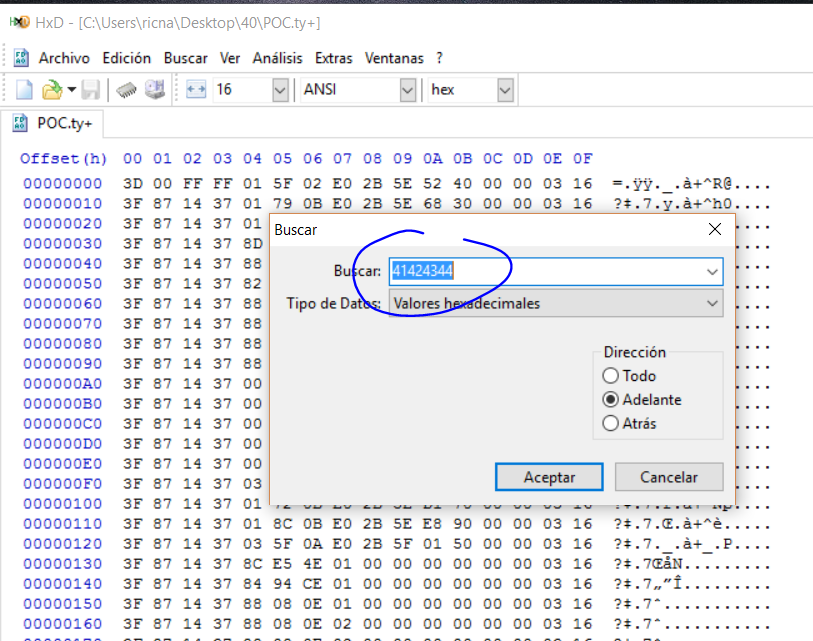 HxD - [C:\Users\ricna\Desktop\40\POC.ty+]
Archivo Edición Buscar Ver Análisis Extras Ventanas ?
16 ANSI hex
POC.ty+
Offset(h) 00 01 02 03 04 05 06 07 08 09 0A 0B 0C 0D 0E 0F
00000000 3D 00 FF FF 01 5F 02 E0 2B 5E 52 40 00 00 03 16 =.ÿÿ._.à+^R@....
00000010 3F 87 14 37 01 79 0B E0 2B 5E 68 30 00 00 03 16 ?‡.7.y.à+^h0....
00000020 3F 87 14 37 01
Buscar
00000030 3F 87 14 37 8D
00000040 3F 87 14 37 88
Buscar: 41424344
00000050 3F 87 14 37 82
00000060 3F 87 14 37 88
Tipo de Datos: Valores hexadecimales
00000070 3F 87 14 37 88
00000080 3F 87 14 37 88
Dirección
00000090 3F 87 14 37 88
Todo
000000A0 3F 87 14 37 00
000000B0 3F 87 14 37 00
Adelante
000000C0 3F 87 14 37 00
Atrás
000000D0 3F 87 14 37 00
000000E0 3F 87 14 37 00
Aceptar Cancelar
000000F0 3F 87 14 37 03
00000100 3F 87 14 37 01
00000110 3F 87 14 37 01 8C 0B E0 2B 5E E8 90 00 00 03 16 ?‡.7.Œ.à+^è.....
00000120 3F 87 14 37 03 5F 0A E0 2B 5F 01 50 00 00 03 16 ?‡.7._.à+_.P....
00000130 3F 87 14 37 8C E5 4E 01 00 00 00 00 00 00 03 16 ?‡.7ŒåN.........
00000140 3F 87 14 37 84 94 CE 01 00 00 00 00 00 00 03 16 ?‡.7„”Î.........
00000150 3F 87 14 37 88 08 0E 01 00 00 00 00 00 00 03 16 ?‡.7ˆ...........
00000160 3F 87 14 37 88 08 0E 02 00 00 00 00 00 00 03 16 ?‡.7ˆ...........